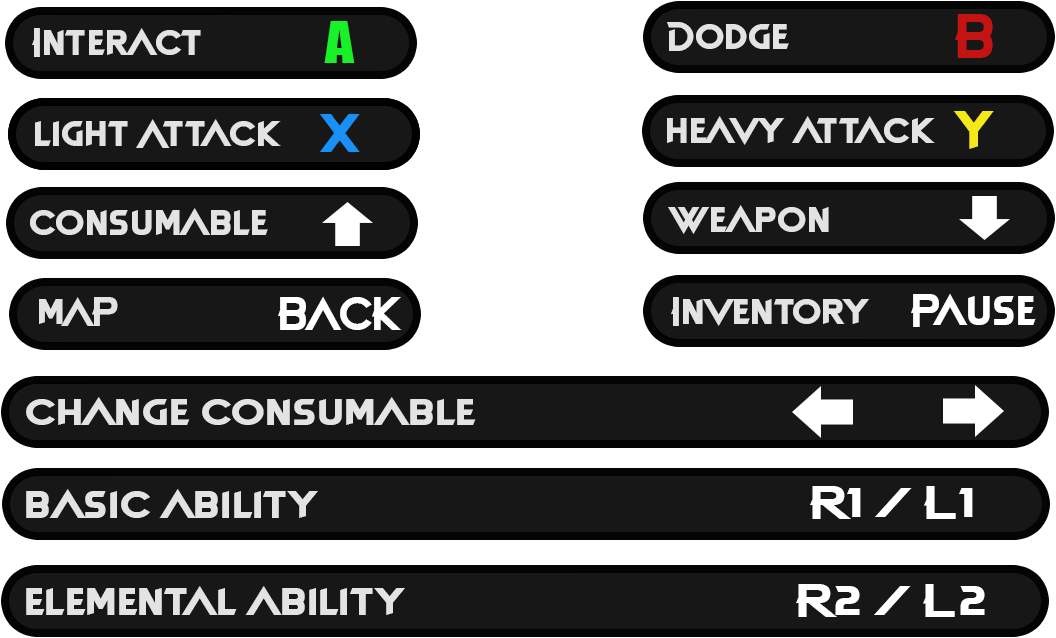 Interact A
Dodge B
Light Attack X
Heavy Attack Y
Consumable
Weapon
Map BACK
Inventory PAUSE
Change Consumable
Basic Ability R1 / L1
Elemental Ability R2 / L2